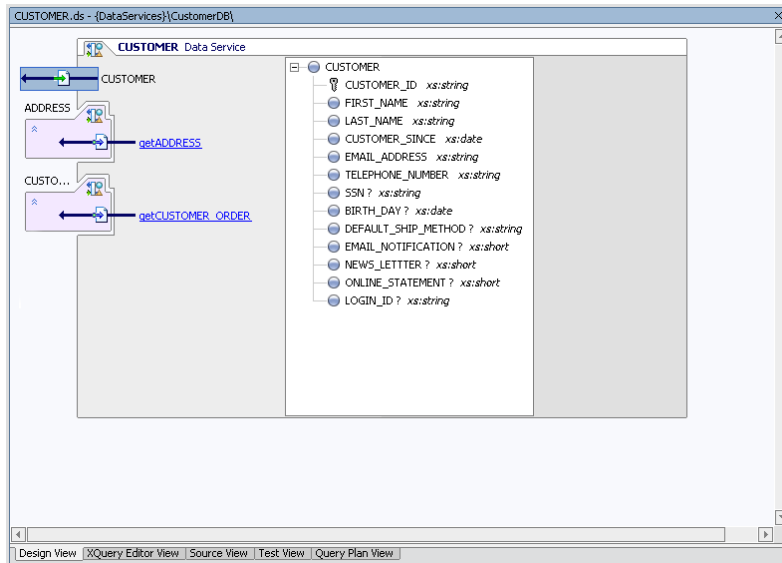 CUSTOMER.ds - {DataServices}\CustomerDB\
CUSTOMER Data Service
CUSTOMER
ADDRESS
getADDRESS
CUSTO...
getCUSTOMER_ORDER
CUSTOMER
CUSTOMER_ID xs:string
FIRST_NAME xs:string
LAST_NAME xs:string
CUSTOMER_SINCE xs:date
EMAIL_ADDRESS xs:string
TELEPHONE_NUMBER xs:string
SSN ? xs:string
BIRTH_DAY ? xs:date
DEFAULT_SHIP_METHOD ? xs:string
EMAIL_NOTIFICATION ? xs:short
NEWS_LETTTER ? xs:short
ONLINE_STATEMENT ? xs:short
LOGIN_ID ? xs:string
Design View XQuery Editor View Source View Test View Query Plan View